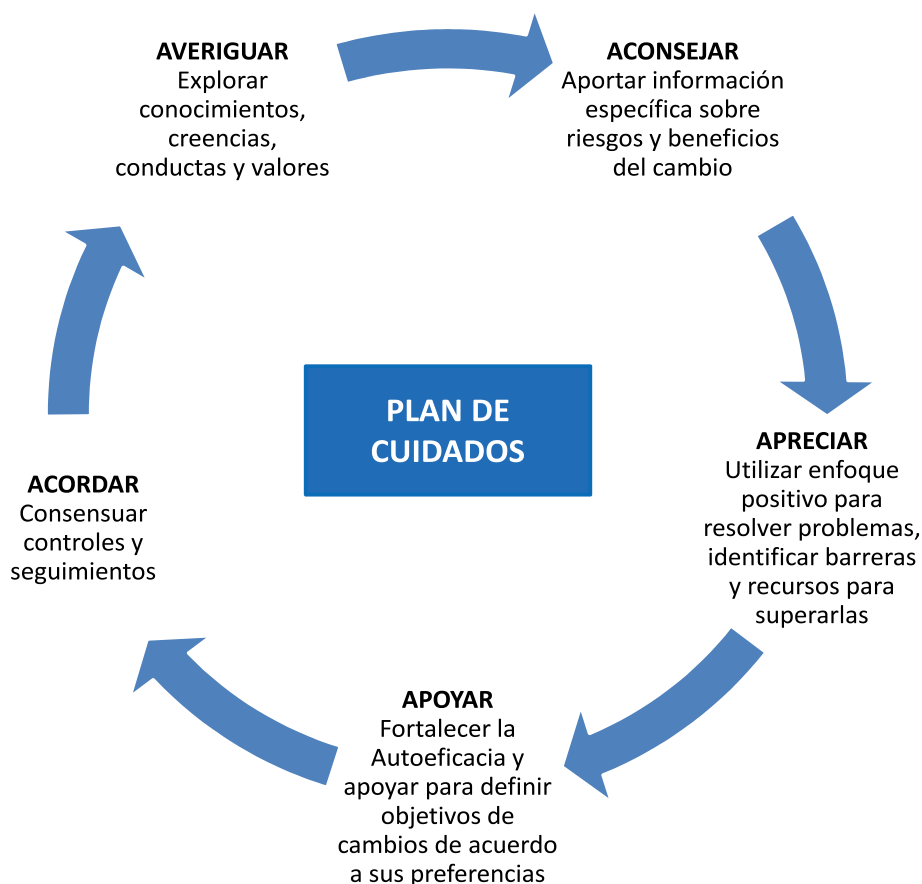 AVERIGUAR
Explorar
conocimientos,
creencias,
conductas y valores
ACONSEJAR
Aportar información
específica sobre
riesgos y beneficios
del cambio
APRECIAR
Utilizar enfoque
positivo para
resolver problemas,
identificar barreras
y recursos para
superarlas
APOYAR
Fortalecer la
Autoeficacia y
apoyar para definir
objetivos de
cambios de acuerdo
a sus preferencias
ACORDAR
Consensuar
controles y
seguimientos
PLAN DE
CUIDADOS